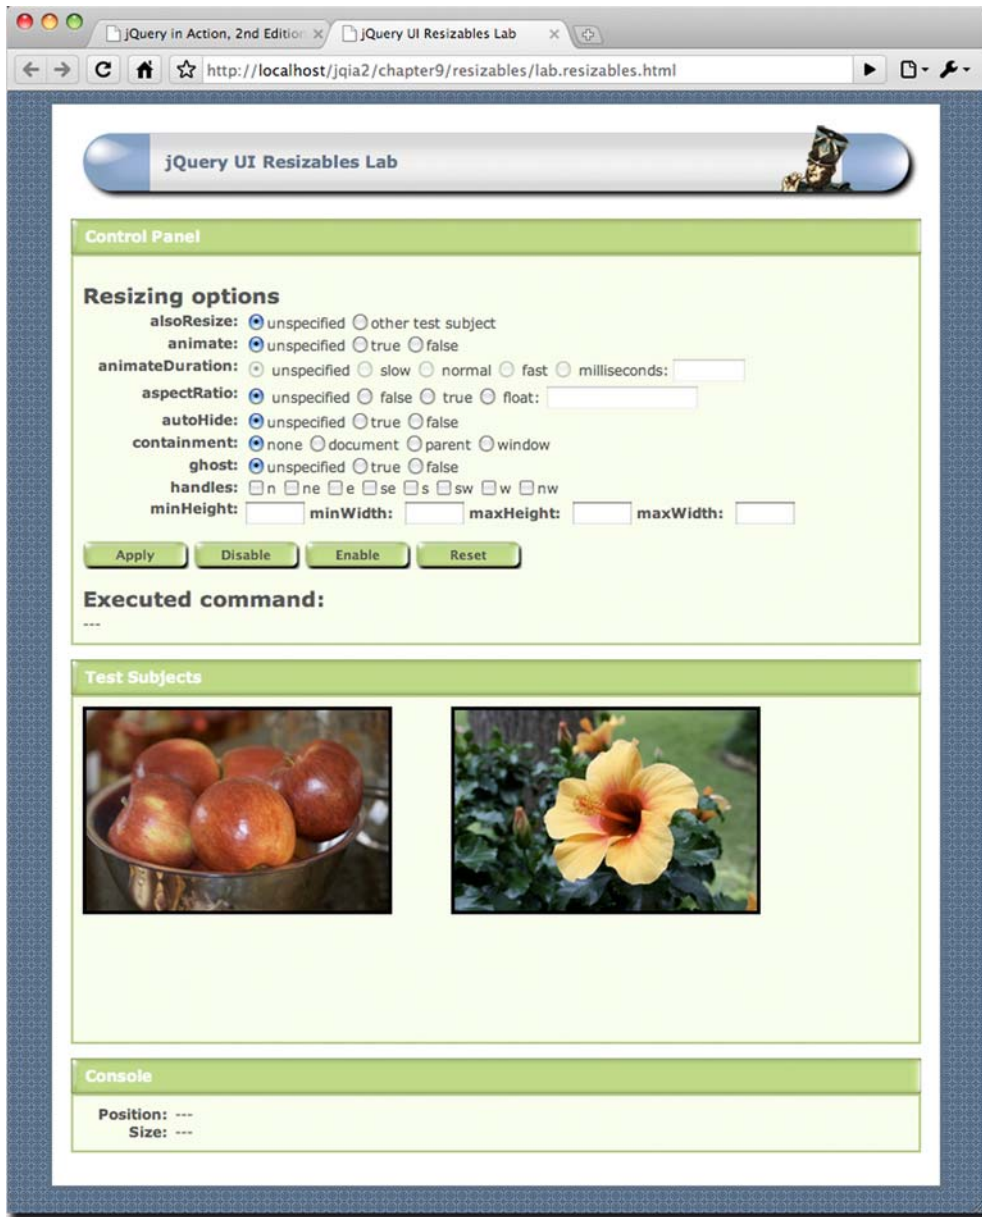 jQuery in Action, 2nd Edition
jQuery UI Resizables Lab
http://localhost/jqia2/chapter9/resizables/lab.resizables.html
jQuery UI Resizables Lab
Control Panel
Resizing options
alsoResize: unspecified other test subject
animate: unspecified true false
animateDuration: unspecified slow normal fast milliseconds:
aspectRatio: unspecified false true float:
autoHide: unspecified true false
containment: none document parent window
ghost: unspecified true false
handles: n ne e se s sw w nw
minHeight: minWidth: maxHeight: maxWidth:
Apply Disable Enable Reset
Executed command:
---
Test Subjects
Console
Position: ---
Size: ---